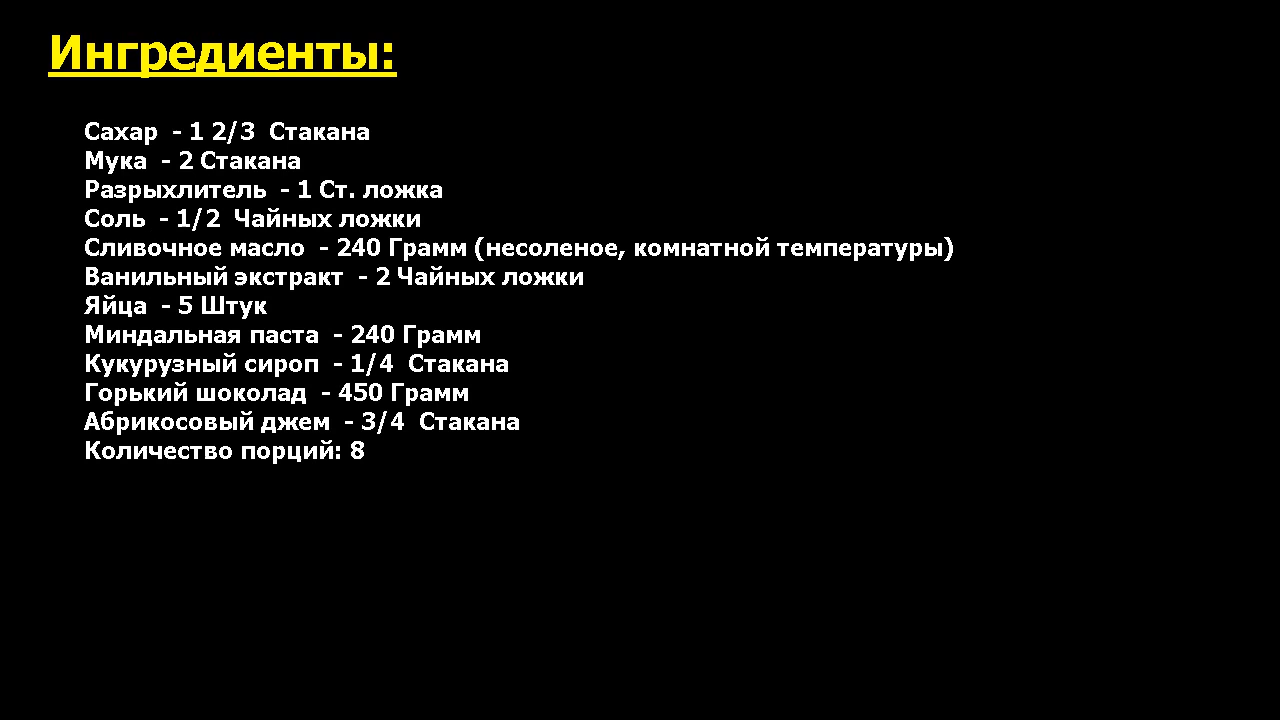 Ингредиенты:
Сахар - 1 2/3 Стакана
Мука - 2 Стакана
Разрыхлитель - 1 Ст. ложка
Соль - 1/2 Чайных ложки
Сливочное масло - 240 Грамм (несоленое, комнатной температуры)
Ванильный экстракт - 2 Чайных ложки
Яйца - 5 Штук
Миндальная паста - 240 Грамм
Кукурузный сироп - 1/4 Стакана
Горький шоколад - 450 Грамм
Абрикосовый джем - 3/4 Стакана
Количество порций: 8